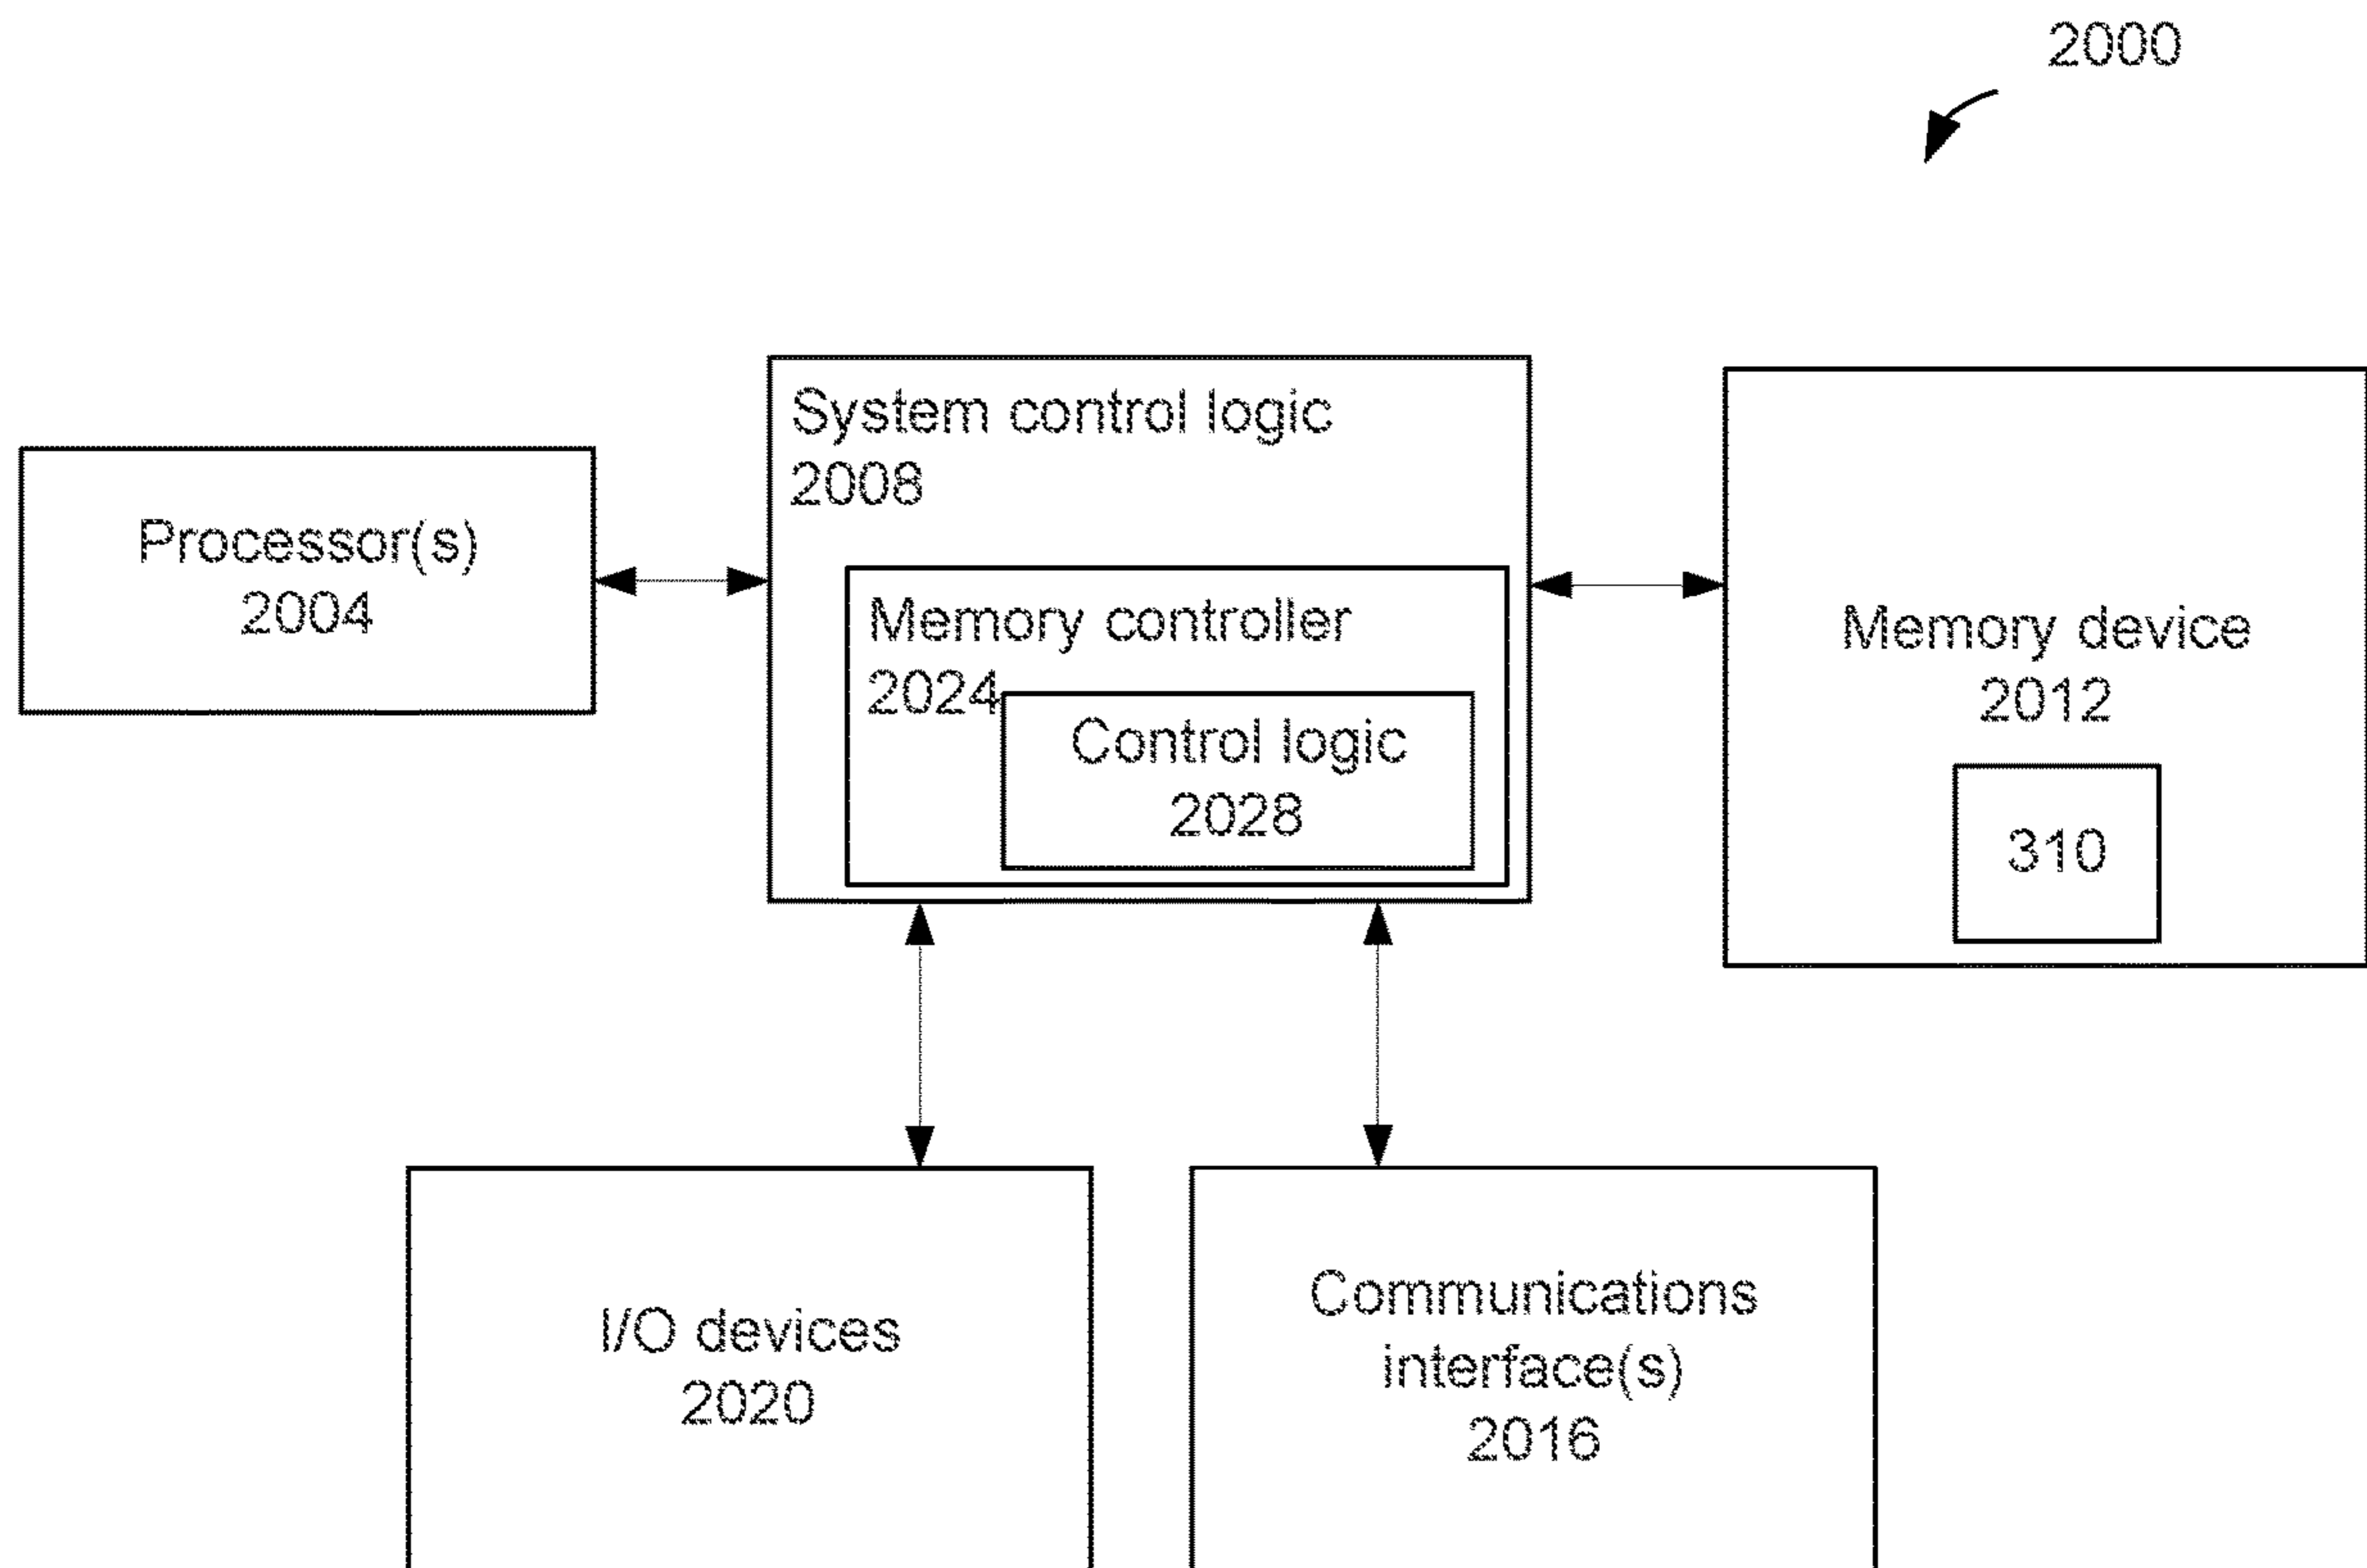 2000
System control logic
2008
Processor(s)
2004
Memory controller
2024
Control logic
2028
Memory device
2012
310
I/O devices
2020
Communications
interface(s)
2016